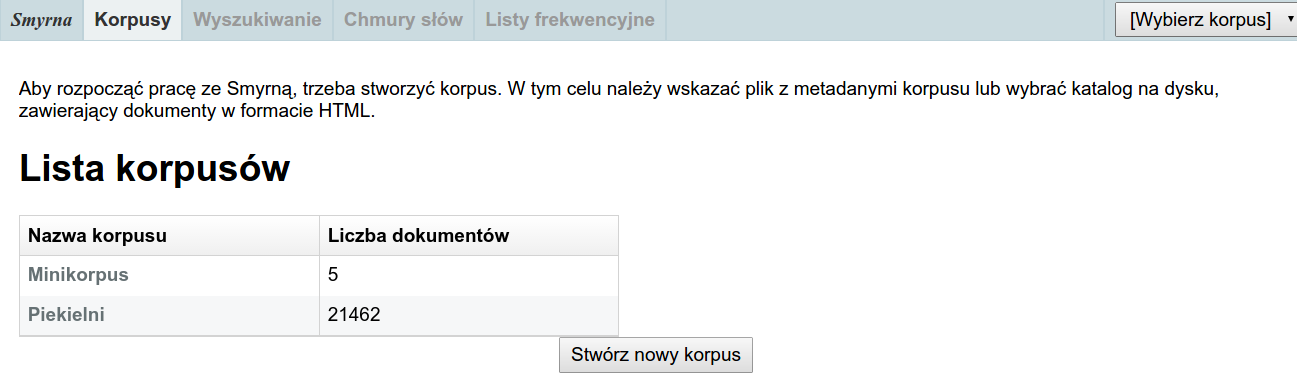 Smyrna Korpusy Wyszukiwanie Chmury słów Listy frekwencyjne [Wybierz korpus]
Aby rozpocząć pracę ze Smyrną, trzeba stworzyć korpus. W tym celu należy wskazać plik z metadanymi korpusu lub wybrać katalog na dysku,
zawierający dokumenty w formacie HTML.
Lista korpusów
Nazwa korpusu Liczba dokumentów
Minikorpus 5
Piekielni 21462
Stwórz nowy korpus